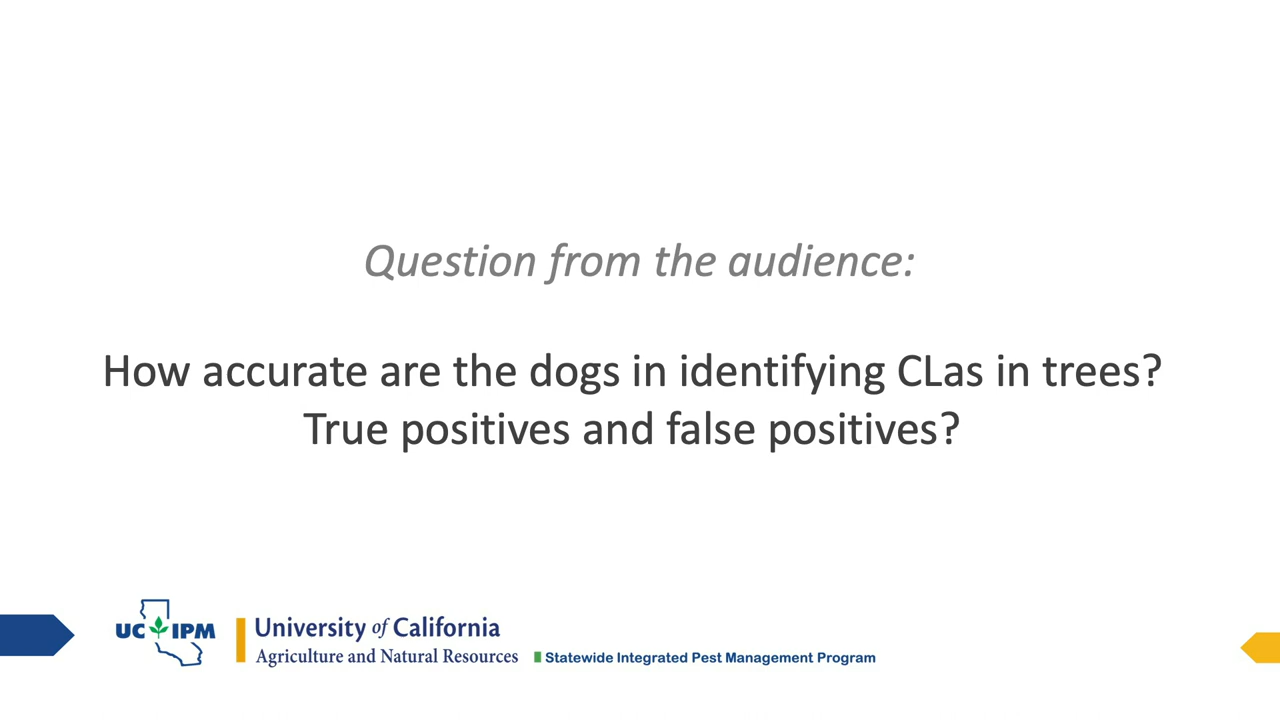 Question from the audience:
How accurate are the dogs in identifying CLas in trees?
True positives and false positives?
UC IPM
University of California
Agriculture and Natural Resources
Statewide Integrated Pest Management Program